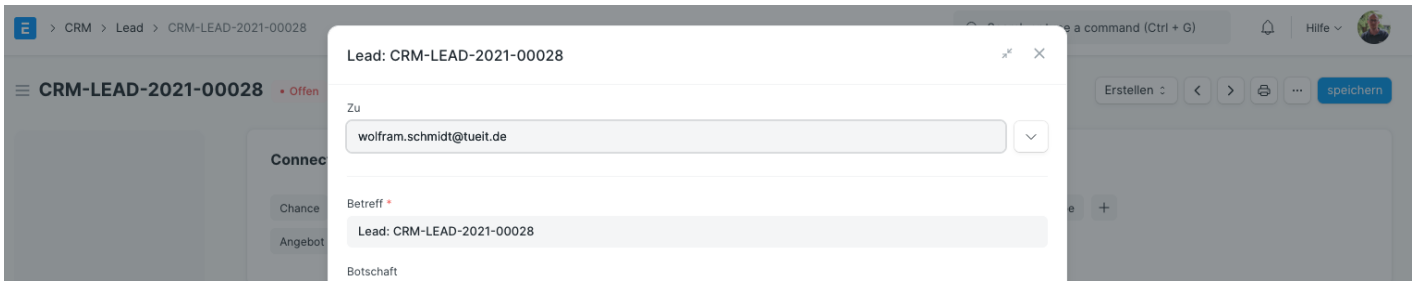 E > CRM > Lead > CRM-LEAD-2021-00028
e a command (Ctrl + G)
Hilfe
Lead: CRM-LEAD-2021-00028
CRM-LEAD-2021-00028 • Offen
Erstellen
speichern
Zu
wolfram.schmidt@tueit.de
Connec
Chance
Betreff *
e +
Lead: CRM-LEAD-2021-00028
Angebot
Botschaft